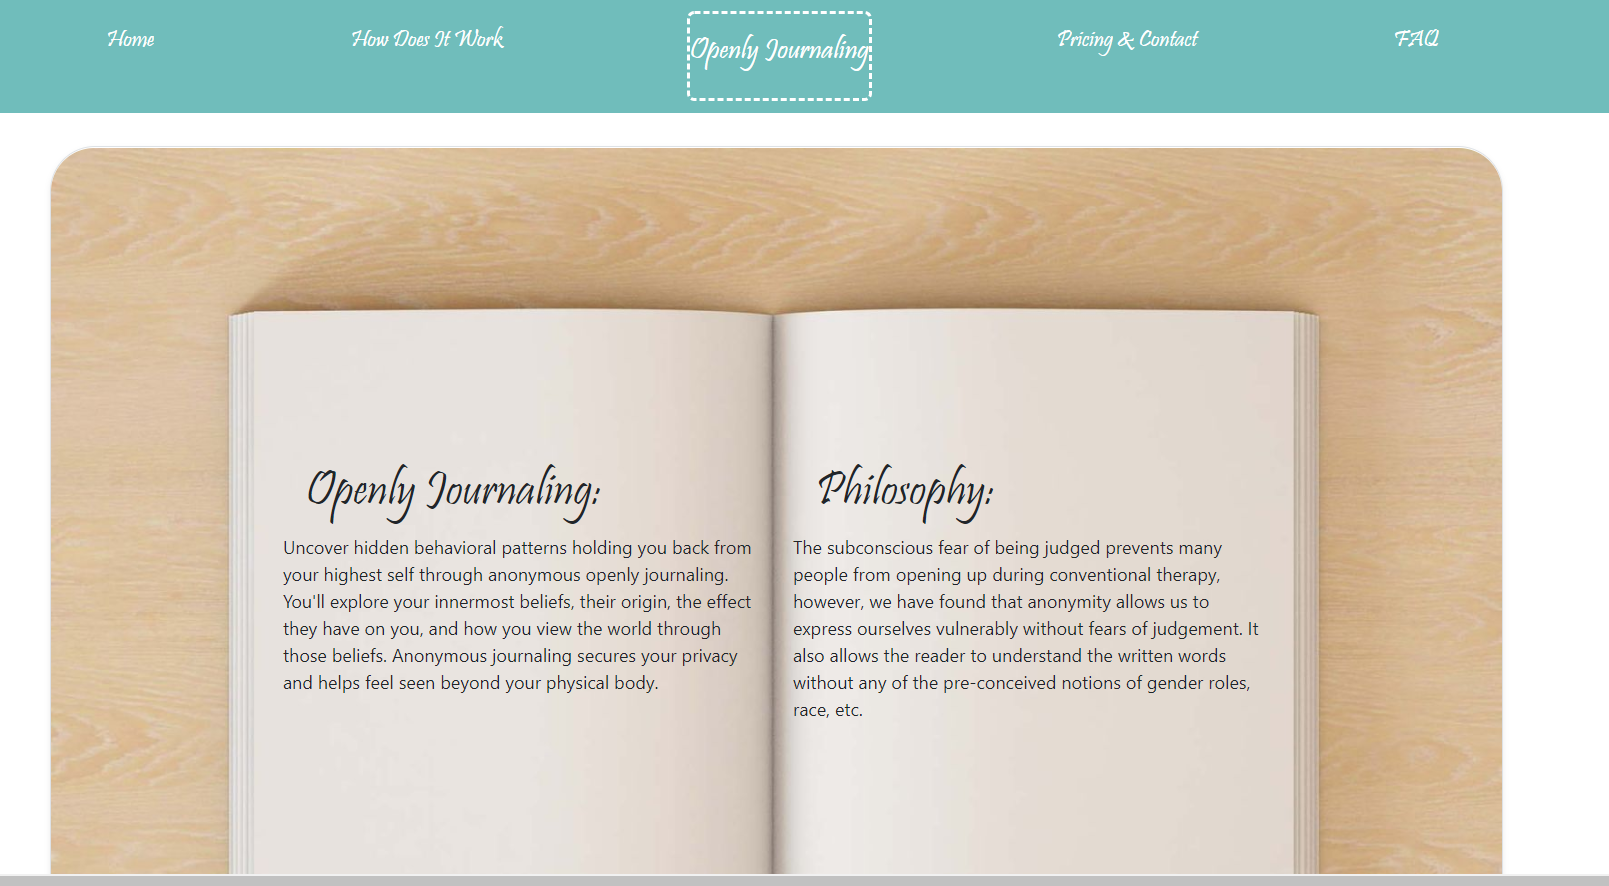 Home
How Does It Work
Openly Journaling
Pricing & Contact
FAQ
Openly Journaling:
Uncover hidden behavioral patterns holding you back from
your highest self through anonymous openly journaling.
You'll explore your innermost beliefs, their origin, the effect
they have on you, and how you view the world through
those beliefs. Anonymous journaling secures your privacy
and helps feel seen beyond your physical body.
Philosophy:
The subconscious fear of being judged prevents many
people from opening up during conventional therapy,
however, we have found that anonymity allows us to
express ourselves vulnerably without fears of judgement. It
also allows the reader to understand the written words
without any of the pre-conceived notions of gender roles,
race, etc.